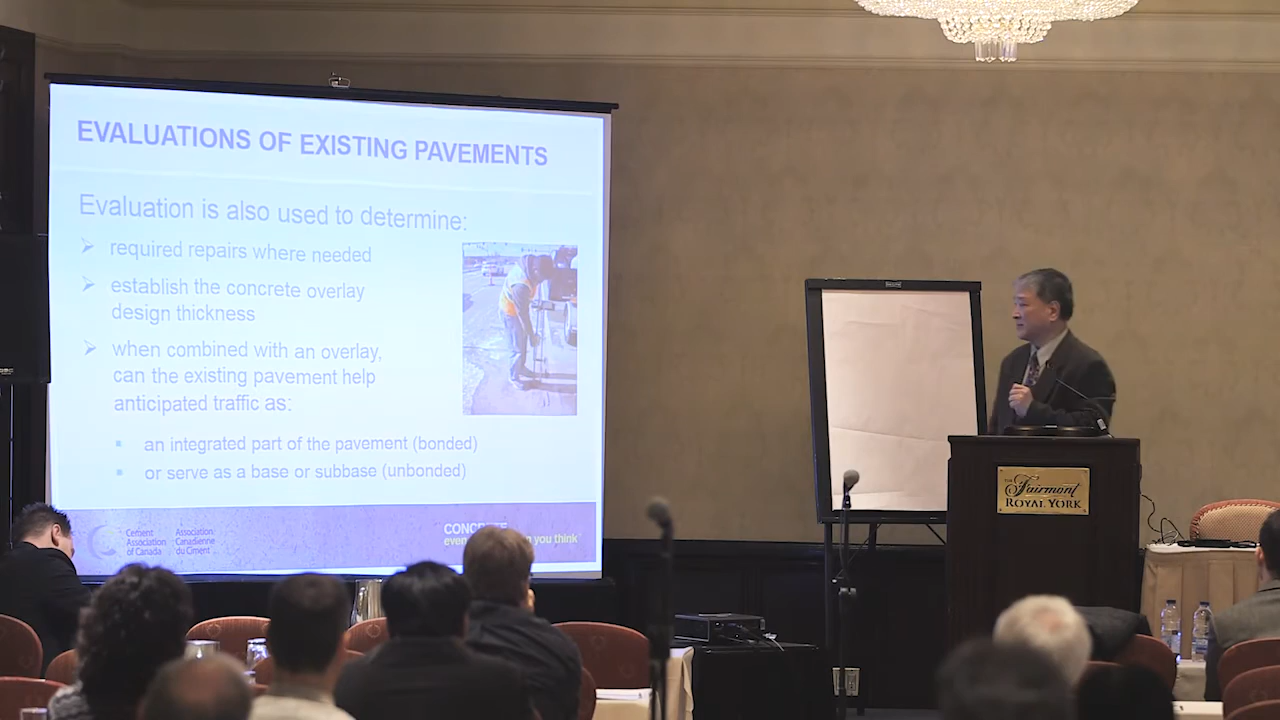 EVALUATIONS OF EXISTING PAVEMENTS
Evaluation is also used to determine:
required repairs where needed
establish the concrete overlay
design thickness
when combined with an overlay,
can the existing pavement help
anticipated traffic as:
an integrated part of the pavement (bonded)
or serve as a base or subbase (unbonded)
Cement
Association
of Canada
Association
Canadienne
du Ciment
CONCRETE
you think
THE
Fairmont
ROYAL YORK